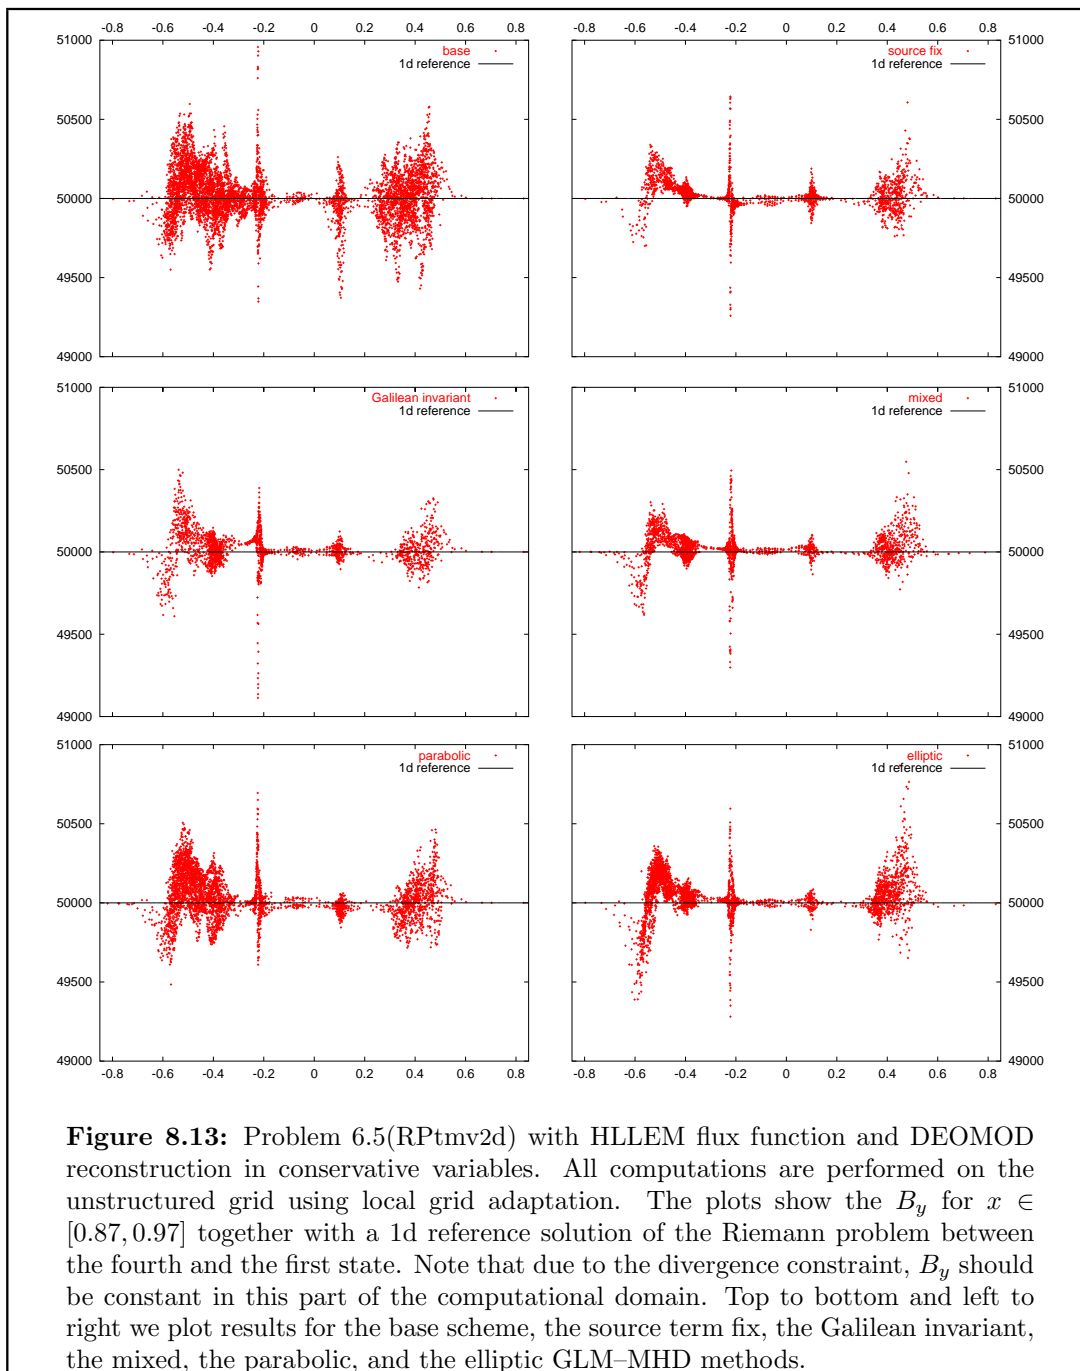 -0.8 -0.6 -0.4 -0.2 0 0.2 0.4 0.6 0.8
-0.8 -0.6 -0.4 -0.2 0 0.2 0.4 0.6 0.8
51000
50500
50000
49500
49000
base
1d reference
source fix
1d reference
51000
50500
50000
49500
49000
51000
50500
50000
49500
49000
Galilean invariant
1d reference
mixed
1d reference
51000
50500
50000
49500
49000
51000
50500
50000
49500
49000
parabolic
1d reference
elliptic
1d reference
51000
50500
50000
49500
49000
-0.8 -0.6 -0.4 -0.2 0 0.2 0.4 0.6 0.8
-0.8 -0.6 -0.4 -0.2 0 0.2 0.4 0.6 0.8
Figure 8.13: Problem 6.5(RPtmv2d) with HLLEM flux function and DEOMOD
reconstruction in conservative variables. All computations are performed on the
unstructured grid using local grid adaptation. The plots show the B_y for x ∈
[0.87, 0.97] together with a 1d reference solution of the Riemann problem between
the fourth and the first state. Note that due to the divergence constraint, B_y should
be constant in this part of the computational domain. Top to bottom and left to
right we plot results for the base scheme, the source term fix, the Galilean invariant,
the mixed, the parabolic, and the elliptic GLM–MHD methods.